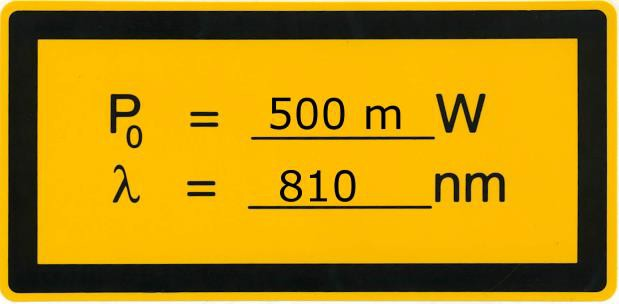 P₀ = 500 m W
λ = 810 nm